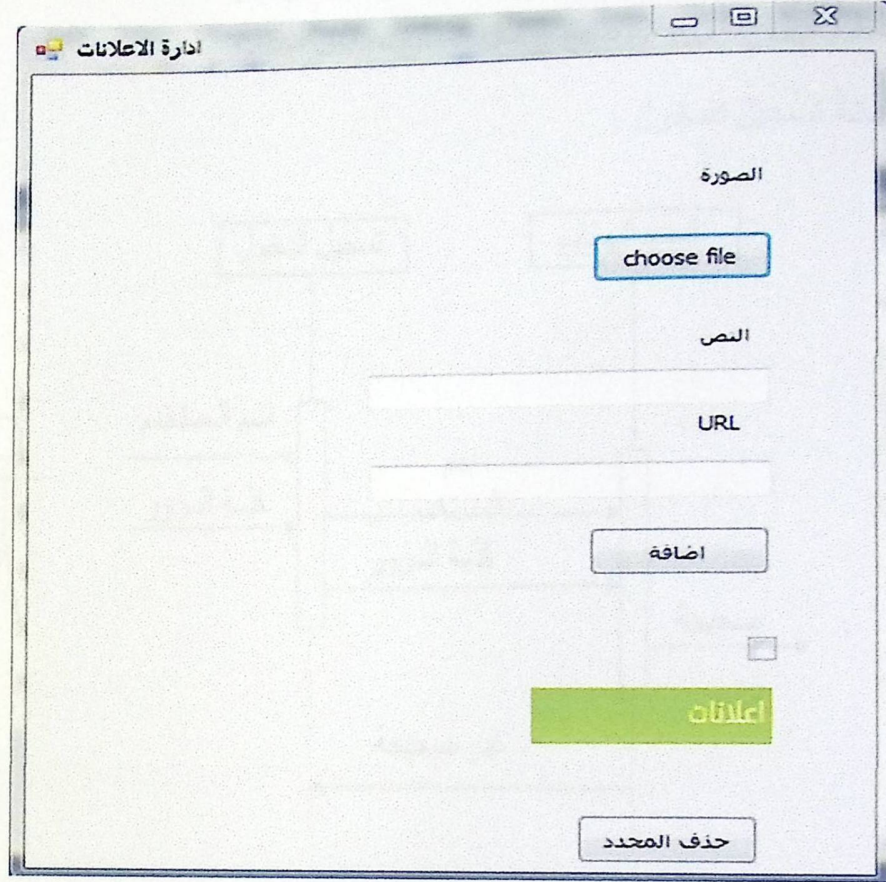 ادارة الاعلانات
الصورة
choose file
النص
URL
اضافة
اعلانات
حذف المحدد